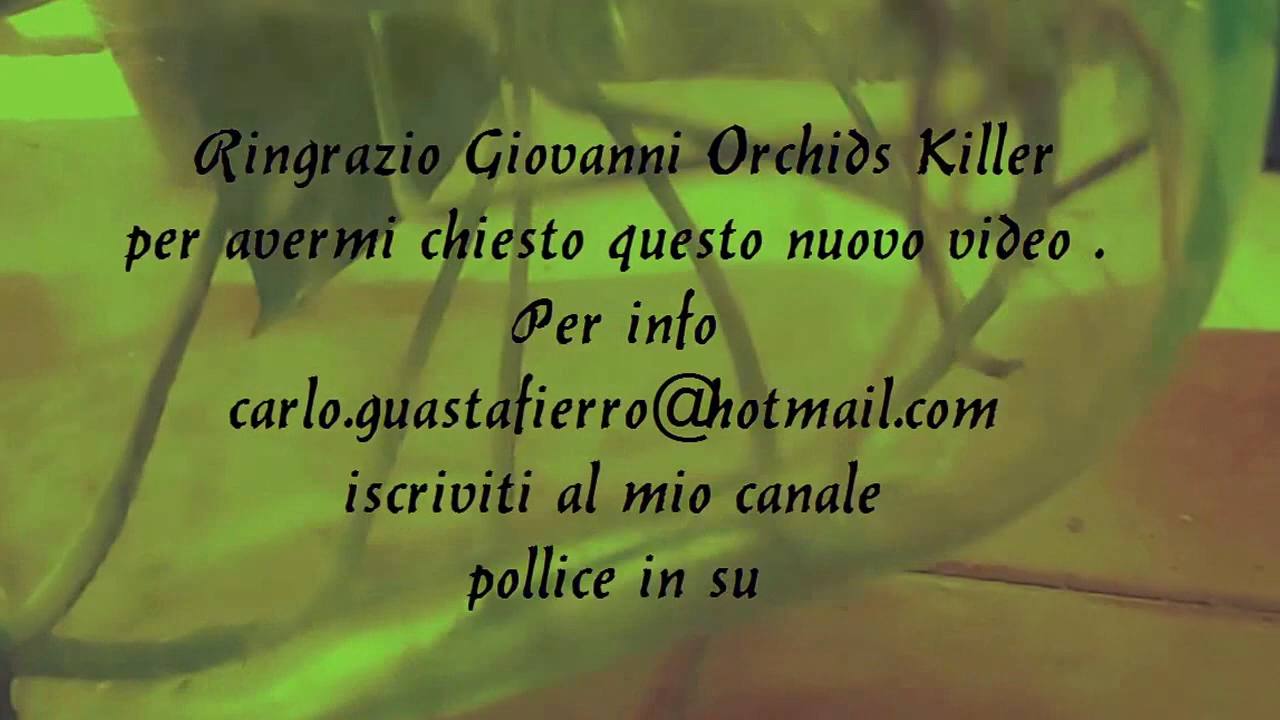 Ringrazio Giovanni Orchids Killer
per avermi chiesto questo nuovo video .
Per info
carlo.guastafierro@hotmail.com
iscriviti al mio canale
pollice in su